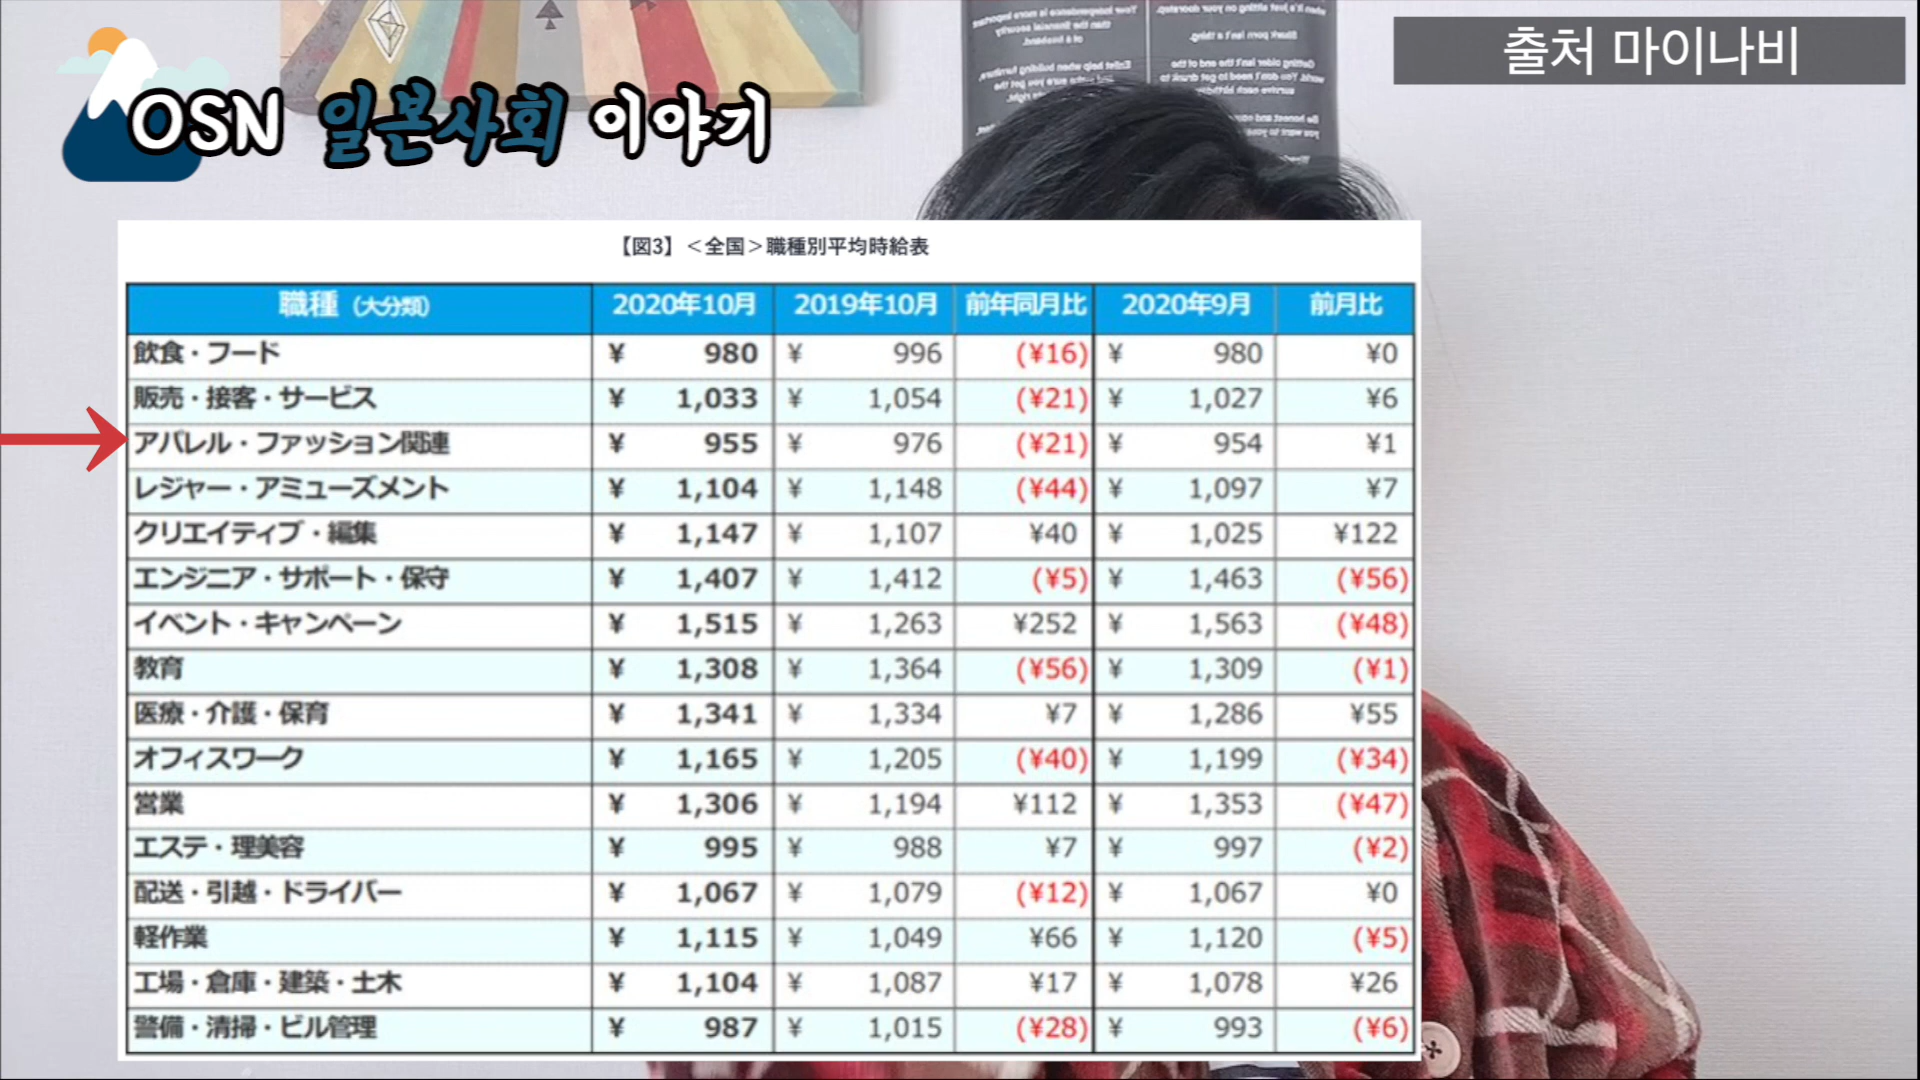 출처 마이나비
OSN 일본사회 이야기
【図3】＜全国＞職種別平均時給表
職種（大分類） 2020年10月 2019年10月 前年同月比 2020年9月 前月比
飲食・フード ¥ 980 ¥ 996 (¥16) ¥ 980 ¥0
販売・接客・サービス ¥ 1,033 ¥ 1,054 (¥21) ¥ 1,027 ¥6
アパレル・ファッション関連 ¥ 955 ¥ 976 (¥21) ¥ 954 ¥1
レジャー・アミューズメント ¥ 1,104 ¥ 1,148 (¥44) ¥ 1,097 ¥7
クリエイティブ・編集 ¥ 1,147 ¥ 1,107 ¥40 ¥ 1,025 ¥122
エンジニア・サポート・保守 ¥ 1,407 ¥ 1,412 (¥5) ¥ 1,463 (¥56)
イベント・キャンペーン ¥ 1,515 ¥ 1,263 ¥252 ¥ 1,563 (¥48)
教育 ¥ 1,308 ¥ 1,364 (¥56) ¥ 1,309 (¥1)
医療・介護・保育 ¥ 1,341 ¥ 1,334 ¥7 ¥ 1,286 ¥55
オフィスワーク ¥ 1,165 ¥ 1,205 (¥40) ¥ 1,199 (¥34)
営業 ¥ 1,306 ¥ 1,194 ¥112 ¥ 1,353 (¥47)
エステ・理美容 ¥ 995 ¥ 988 ¥7 ¥ 997 (¥2)
配送・引越・ドライバー ¥ 1,067 ¥ 1,079 (¥12) ¥ 1,067 ¥0
軽作業 ¥ 1,115 ¥ 1,049 ¥66 ¥ 1,120 (¥5)
工場・倉庫・建築・土木 ¥ 1,104 ¥ 1,087 ¥17 ¥ 1,078 ¥26
警備・清掃・ビル管理 ¥ 987 ¥ 1,015 (¥28) ¥ 993 (¥6)